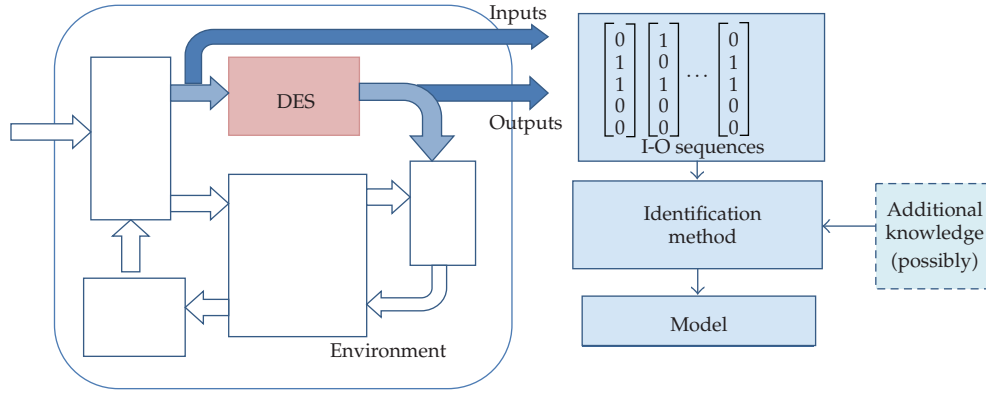 Inputs
DES
Outputs
Environment
0 1 0
1 0 1
1 1 ... 1
0 0 0
0 0 0
I-O sequences
Identification
method
Additional
knowledge
(possibly)
Model